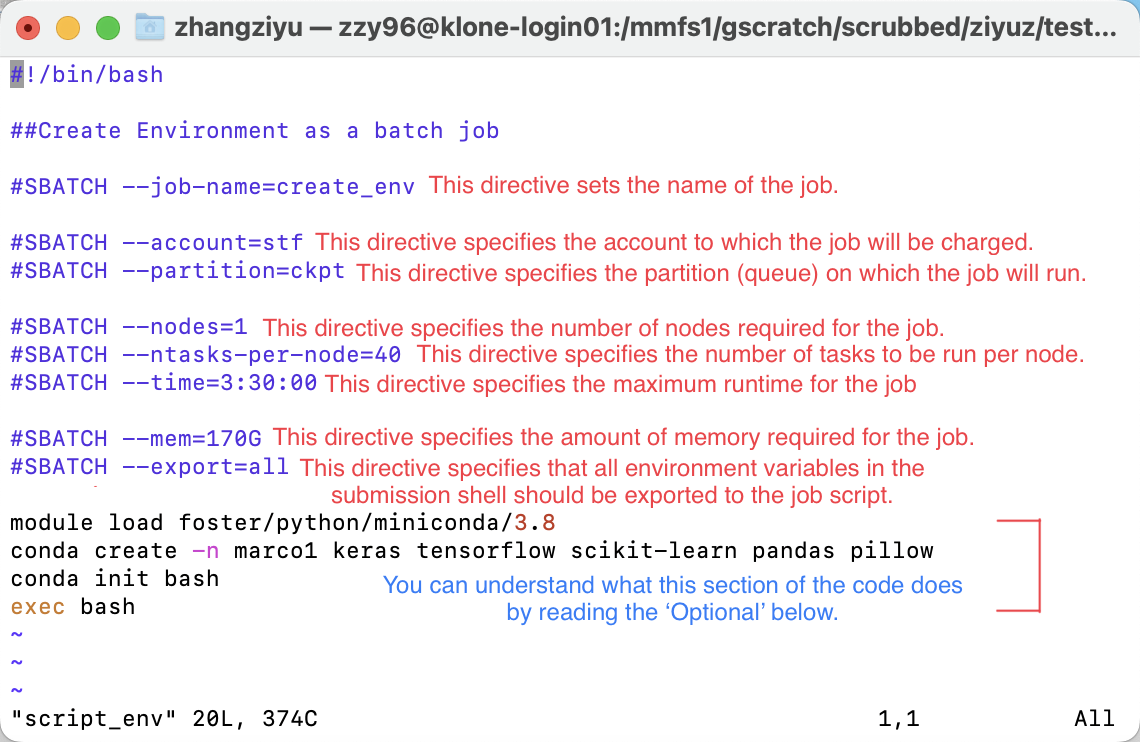 zhangziyu — zzy96@klone-login01:/mmfs1/gscratch/scrubbed/ziyuz/test...
#!/bin/bash
##Create Environment as a batch job
#SBATCH --job-name=create_env This directive sets the name of the job.
#SBATCH --account=stf This directive specifies the account to which the job will be charged.
#SBATCH --partition=ckpt This directive specifies the partition (queue) on which the job will run.
#SBATCH --nodes=1 This directive specifies the number of nodes required for the job.
#SBATCH --ntasks-per-node=40 This directive specifies the number of tasks to be run per node.
#SBATCH --time=3:30:00 This directive specifies the maximum runtime for the job
#SBATCH --mem=170G This directive specifies the amount of memory required for the job.
#SBATCH --export=all This directive specifies that all environment variables in the
submission shell should be exported to the job script.
module load foster/python/miniconda/3.8
conda create -n marco1 keras tensorflow scikit-learn pandas pillow
conda init bash
You can understand what this section of the code does
exec bash
by reading the ‘Optional’ below.
~
~
~
"script_env" 20L, 374C 1,1 All